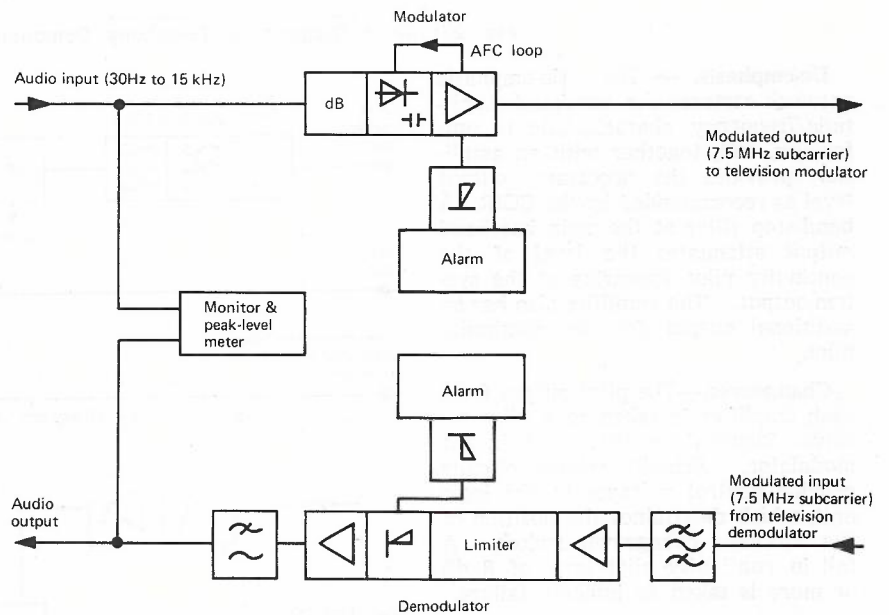 Modulator
AFC loop
Audio input (30Hz to 15 kHz)
dB
Modulated output
(7.5 MHz subcarrier)
to television modulator
Alarm
Monitor &
peak-level
meter
Alarm
Audio
output
Limiter
Modulated input
(7.5 MHz subcarrier)
from television
demodulator
Demodulator